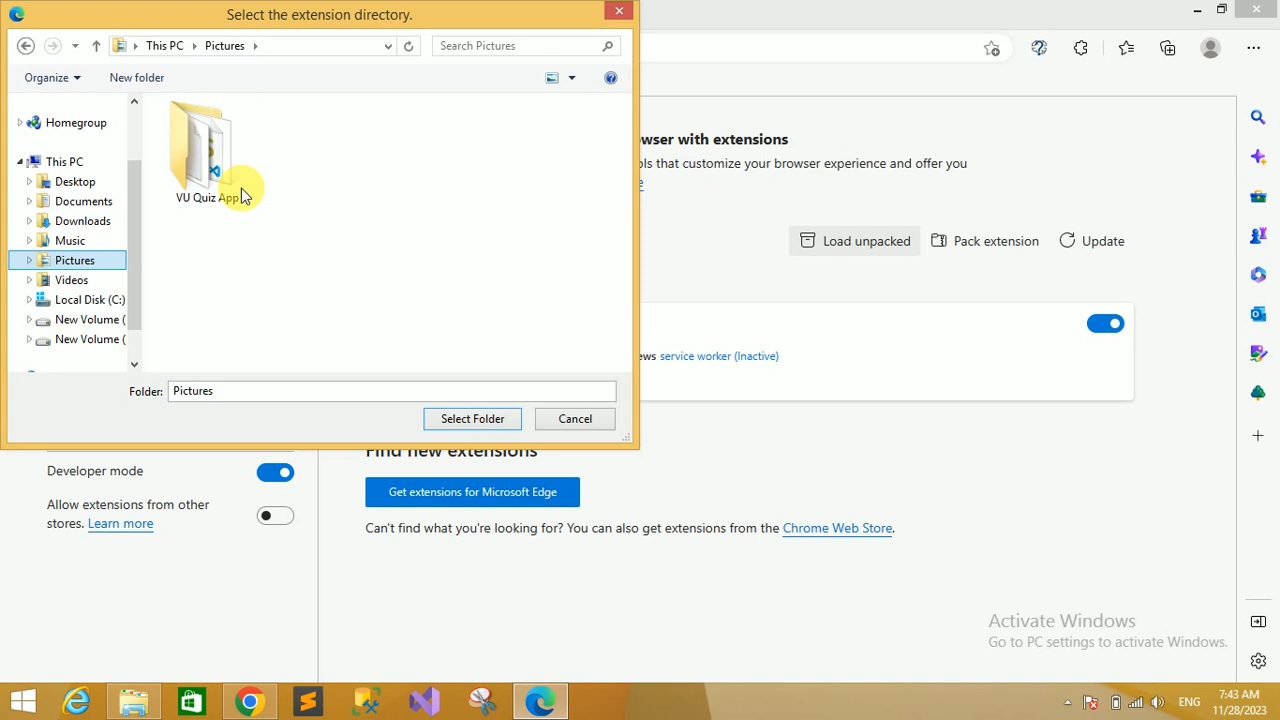 Select the extension directory.
This PC
Pictures
Search Pictures
Organize
New folder
Homegroup
This PC
Desktop
Documents
Downloads
Music
Pictures
Videos
Local Disk (C:)
New Volume (
New Volume (
VU Quiz App
Folder:
Pictures
Select Folder
Cancel
wser with extensions
ls that customize your browser experience and offer you
e
Load unpacked
Pack extension
Update
ews service worker (Inactive)
Find new extensions
Developer mode
Get extensions for Microsoft Edge
Allow extensions from other
stores. Learn more
Can't find what you're looking for? You can also get extensions from the Chrome Web Store.
Activate Windows
Go to PC settings to activate Windows.
ENG
7:43 AM
11/28/2023